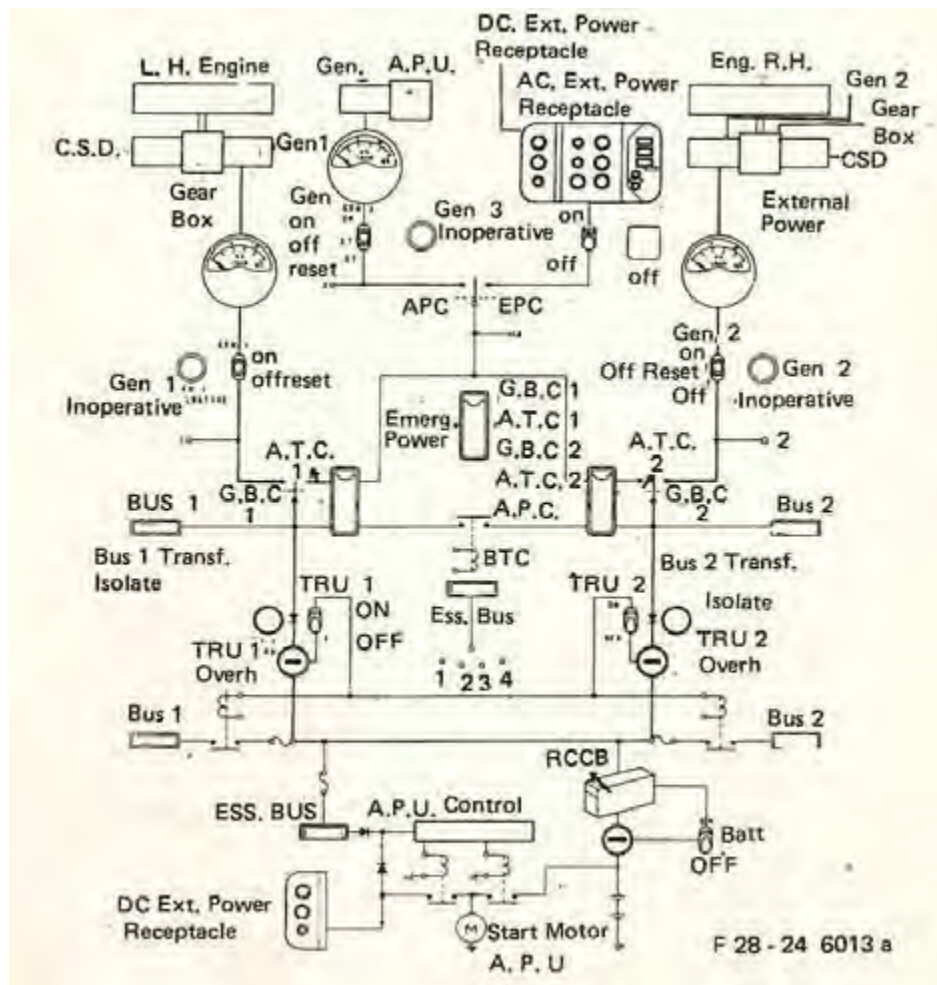 DC. Ext. Power
Receptacle
L. H. Engine
Gen. A.P.U.
AC. Ext. Power
Receptacle
Eng. R.H.
Gen 2
Gear
Box
C.S.D.
Gen1
CSD
Gear
Box
Gen
on
off
reset
Gen 3
Inoperative
on
off
off
External
Power
APC EPC
on
offreset
Gen 1
Inoperative
Gen. 2
on
Off Reset
Off
Gen 2
Inoperative
Emerg.
Power
G.B.C 1
A.T.C 1
G.B.C 2
A.T.C. 2
A.P.C.
A.T.C.
1
G.B.C
1
A.T.C.
2
2
G.B.C
2
BUS 1
Bus 2
Bus 1 Transf.
Isolate
BTC
Bus 2 Transf.
Isolate
TRU 1
ON
OFF
Ess. Bus
TRU 2
TRU 1
Overh
1 2 3 4
TRU 2
Overh
Bus 1
Bus 2
RCCB
ESS. BUS
A.P.U. Control
Batt
OFF
DC Ext. Power
Receptacle
M
Start Motor
A. P. U
F 28 - 24 6013 a